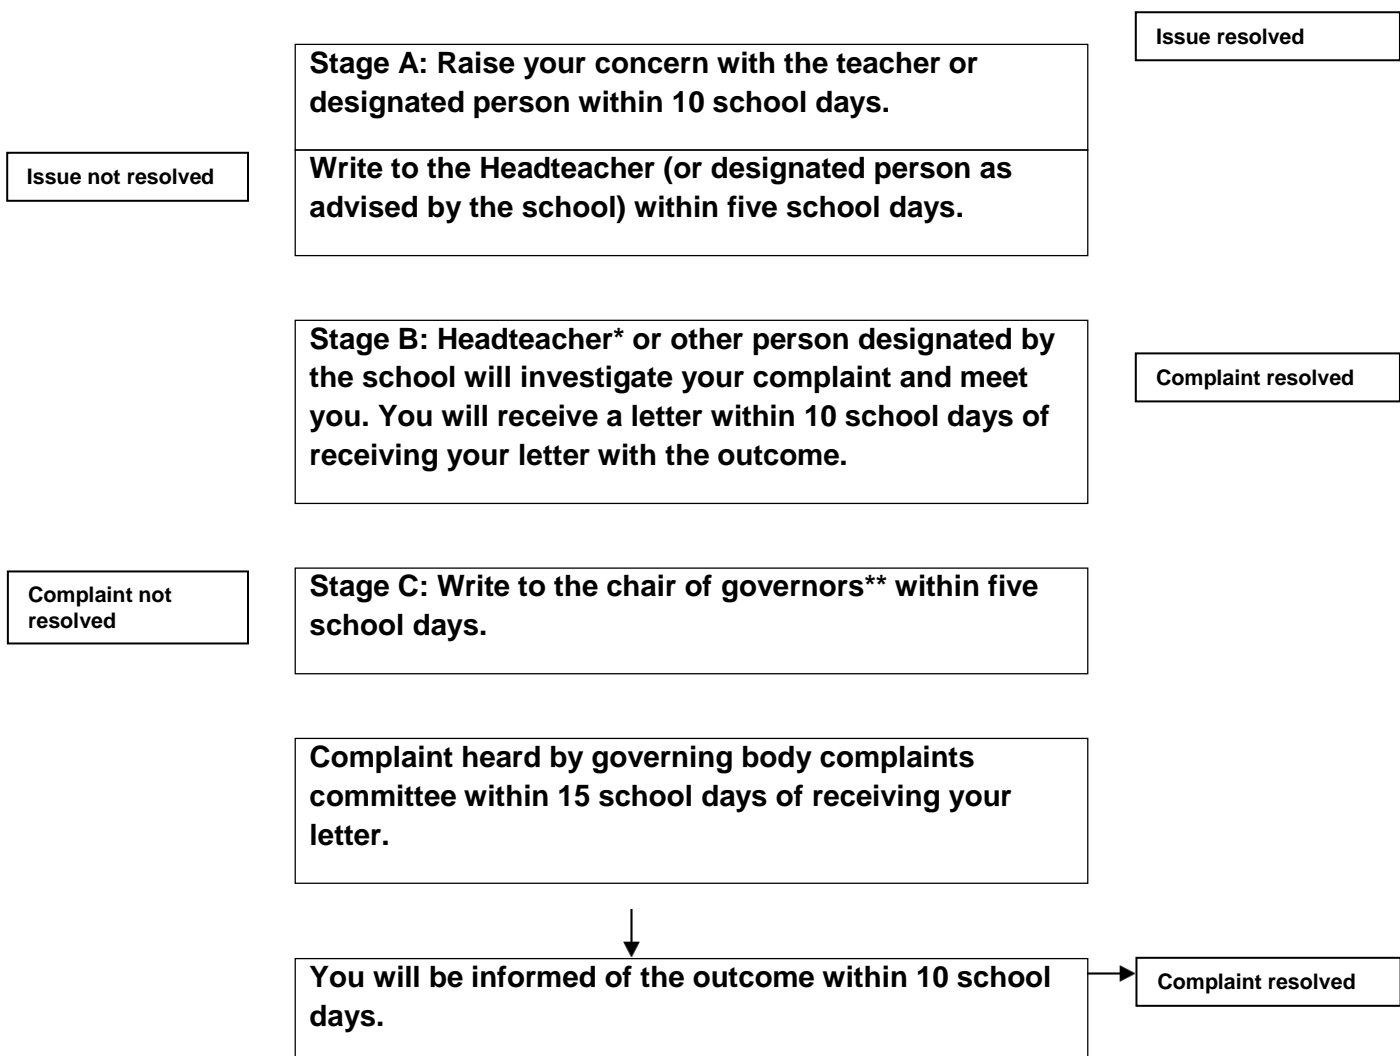 Issue resolved
Stage A: Raise your concern with the teacher or
designated person within 10 school days.
Issue not resolved
Write to the Headteacher (or designated person as
advised by the school) within five school days.
Stage B: Headteacher* or other person designated by
the school will investigate your complaint and meet
you. You will receive a letter within 10 school days of
receiving your letter with the outcome.
Complaint resolved
Complaint not
resolved
Stage C: Write to the chair of governors** within five
school days.
Complaint heard by governing body complaints
committee within 15 school days of receiving your
letter.
You will be informed of the outcome within 10 school
days.
Complaint resolved